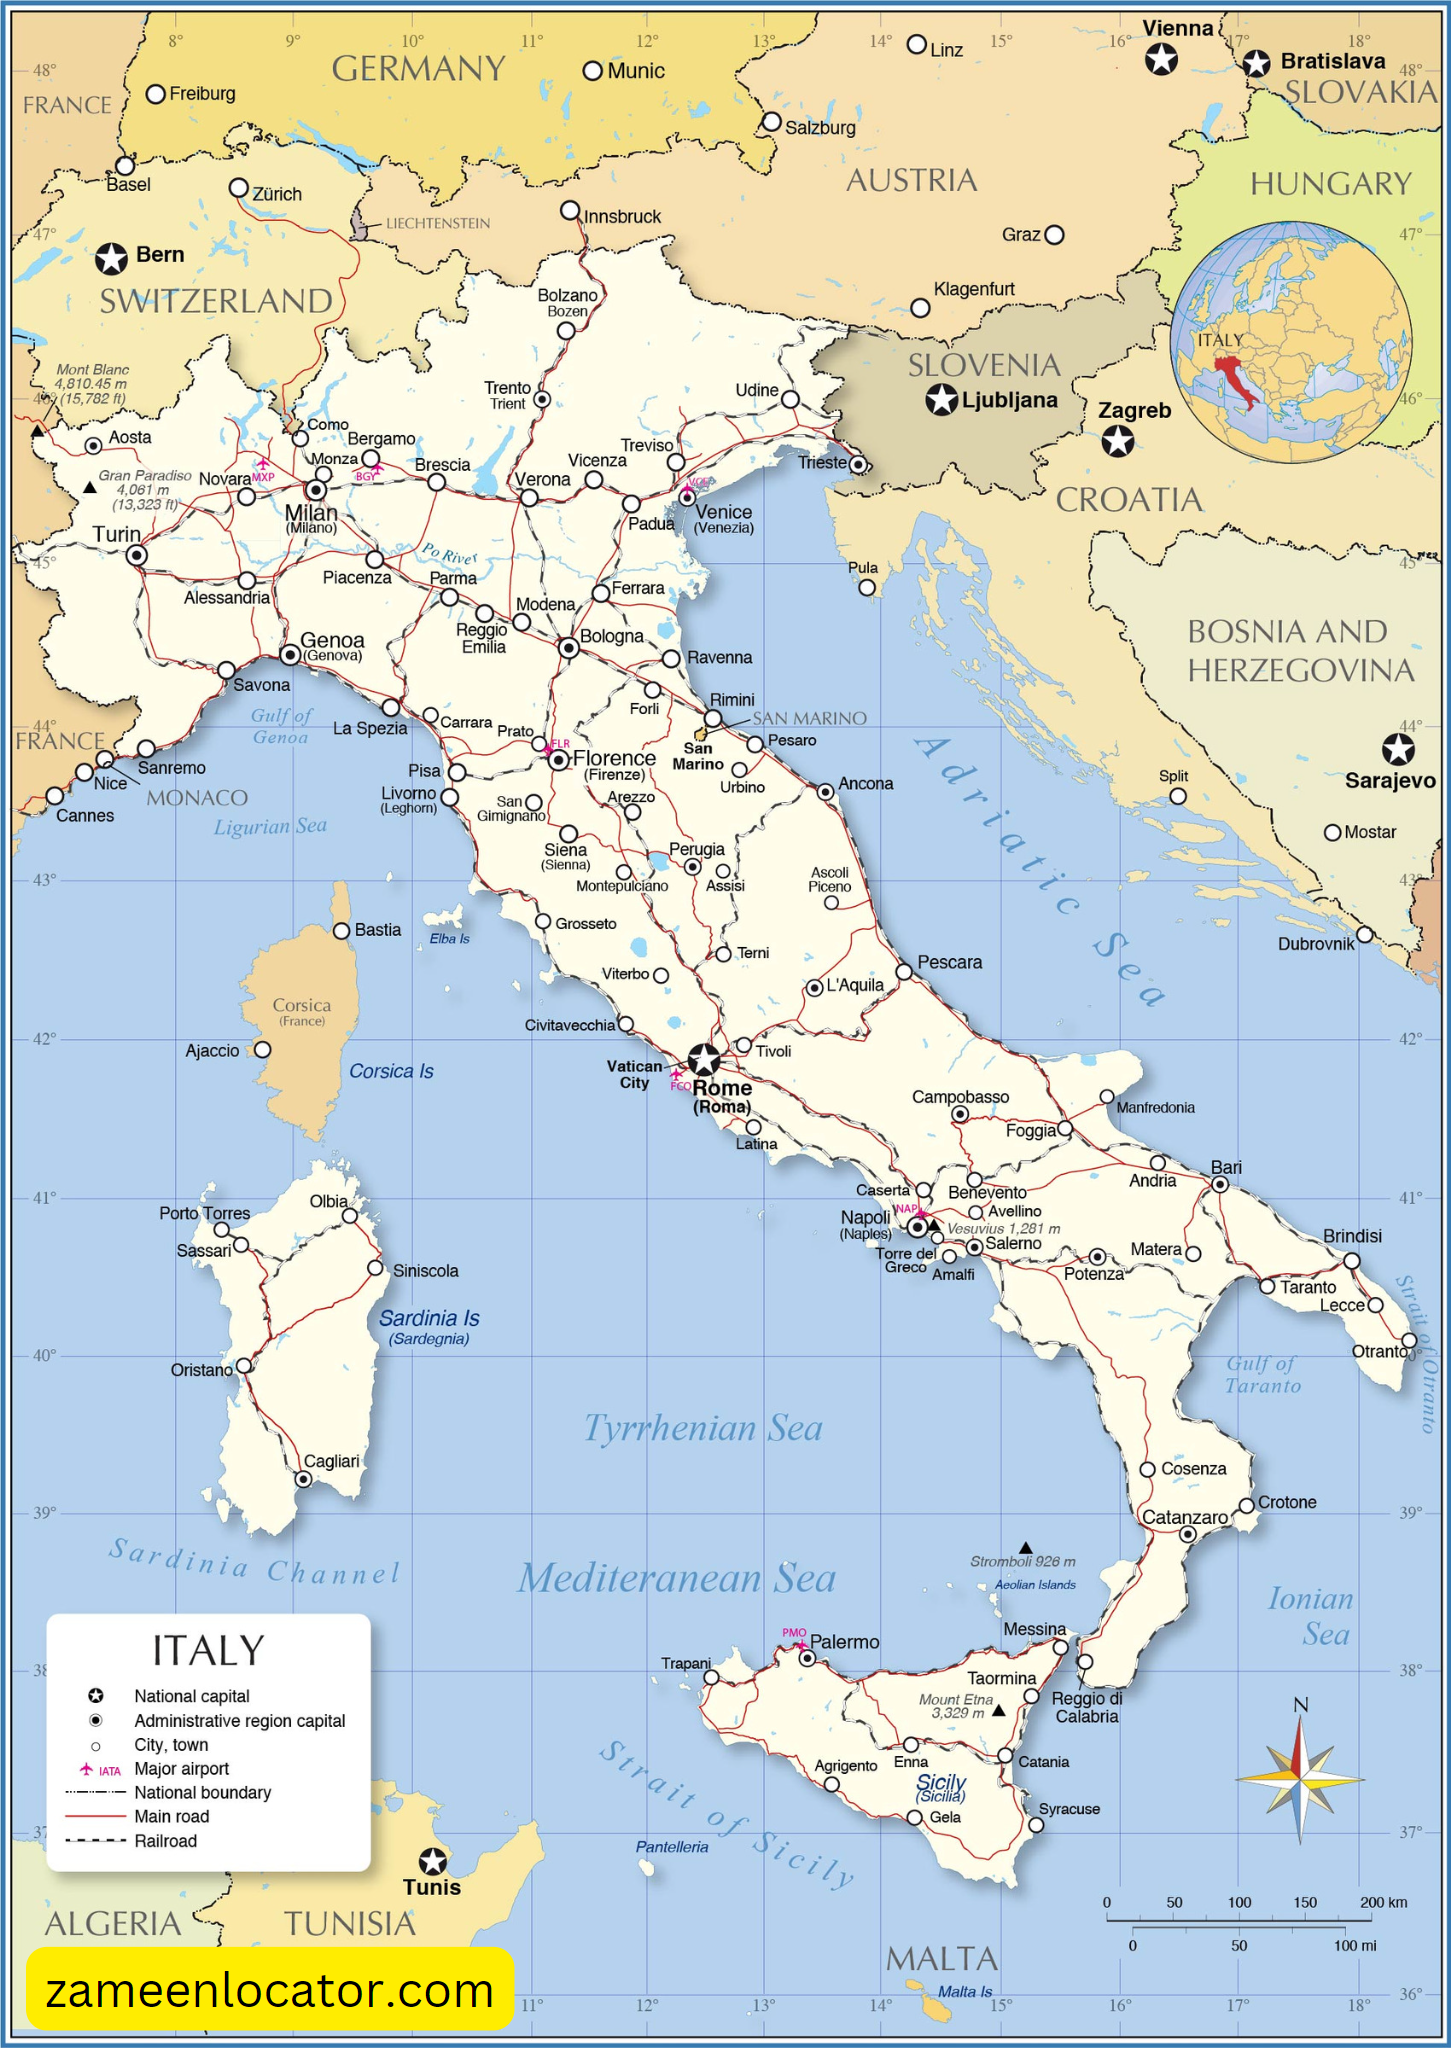 8°
9°
10°
11°
12°
13°
14°
15°
16°
17°
18°
48°
48°
47°
47°
46°
46°
45°
45°
44°
44°
43°
43°
42°
42°
41°
41°
40°
0°
39°
39°
38
38°
37
37°
36°
11°
12°
13°
14°
15°
16°
17°
18°
GERMANY
Munic
Freiburg
FRANCE
Basel
Zürich
Bern
SWITZERLAND
LIECHTENSTEIN
Innsbruck
Salzburg
Linz
Vienna
Bratislava
SLOVAKIA
AUSTRIA
HUNGARY
Graz
Klagenfurt
SLOVENIA
Ljubljana
Zagreb
CROATIA
ITALY
BOSNIA AND
HERZEGOVINA
Sarajevo
Mostar
Split
Dubrovnik
Pula
Mont Blanc
4,810.45 m
(15,782 ft)
Aosta
Gran Paradiso
4,061 m
(13,323 ft)
Turin
Novara
MXP
Como
Monza
Milan
(Milano)
Bergamo
BGY
Brescia
Bolzano
Bozen
Trento
Trient
Verona
Vicenza
Treviso
Padua
Venice
(Venezia)
Udine
Trieste
Po River
Piacenza
Alessandria
Parma
Reggio
Emilia
Modena
Ferrara
Bologna
Ravenna
Genoa
(Genova)
Savona
Gulf of
Genoa
La Spezia
Carrara
Forli
Rimini
SAN MARINO
San
Marino
Pesaro
Urbino
Ancona
FRANCE
Sanremo
Nice
MONACO
Cannes
Ligurian Sea
Prato
FLR
Florence
(Firenze)
Pisa
Livorno
(Leghorn)
San
Gimignano
Arezzo
Siena
(Sienna)
Perugia
Montepulciano
Assisi
Ascoli
Piceno
Adriatic Sea
Grosseto
Elba Is
Viterbo
Terni
L'Aquila
Pescara
Civitavecchia
Tivoli
Vatican
City
FCO
Rome
(Roma)
Latina
Bastia
Corsica
(France)
Ajaccio
Corsica Is
Campobasso
Foggia
Manfredonia
Andria
Bari
Caserta
Benevento
NAP
Avellino
Napoli
(Naples)
Vesuvius 1,281 m
Torre del
Greco
Salerno
Amalfi
Potenza
Matera
Brindisi
Taranto
Lecce
Otranto
Strait of Otranto
Gulf of
Taranto
Olbia
Porto Torres
Sassari
Siniscola
Sardinia Is
(Sardegna)
Oristano
Cagliari
Tyrrhenian Sea
Cosenza
Crotone
Catanzaro
Sardinia Channel
Mediteranean Sea
Stromboli 926 m
Aeolian Islands
Ionian
Sea
Messina
PMO
Palermo
Trapani
Taormina
Mount Etna
3,329 m
Reggio di
Calabria
Enna
Catania
Agrigento
Sicily
(Sicilia)
Gela
Syracuse
Strait of Sicily
Pantelleria
N
ITALY
National capital
Administrative region capital
City, town
IATA Major airport
National boundary
Main road
Railroad
Tunis
ALGERIA
TUNISIA
MALTA
Malta Is
0 50 100 150 200 km
0 50 100 mi
zameenlocator.com